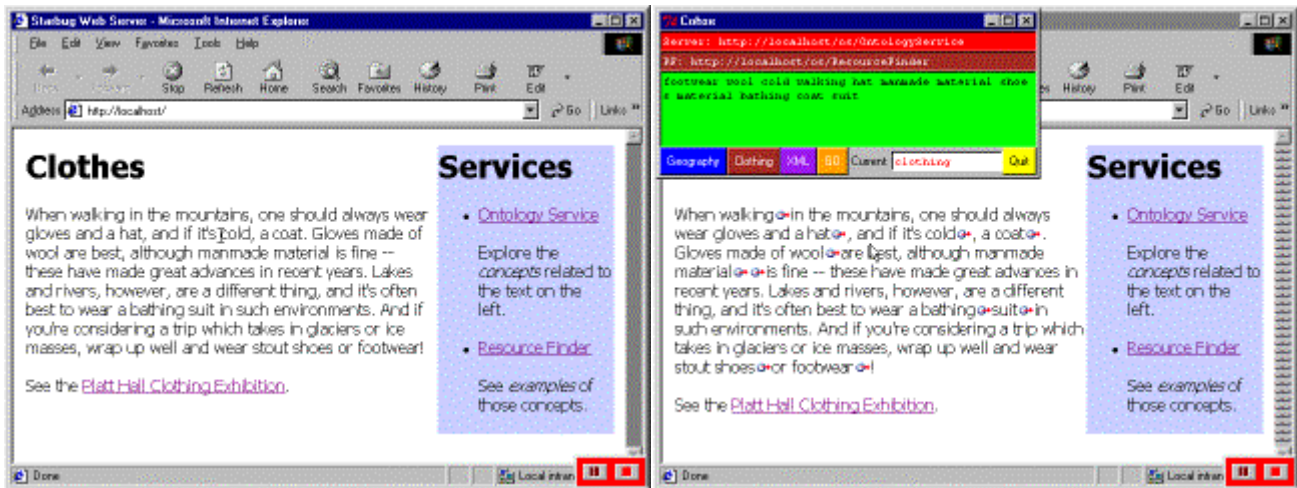 Starbug Web Server - Microsoft Internet Explorer
File Edit View Favorites Tools Help
Stop Refresh Home Search Favorites History Print Edit
Address http://localhost/ Go Links »
Clothes
When walking in the mountains, one should always wear
gloves and a hat, and if it's cold, a coat. Gloves made of
wool are best, although manmade material is fine --
these have made great advances in recent years. Lakes
and rivers, however, are a different thing, and it's often
best to wear a bathing suit in such environments. And if
you're considering a trip which takes in glaciers or ice
masses, wrap up well and wear stout shoes or footwear!
See the Platt Hall Clothing Exhibition.
Services
• Ontology Service
Explore the
concepts related to
the text on the
left.
• Resource Finder
See examples of
those concepts.
Done
Local intran
Cohse
Server: http://localhost/cs/OntologyService
RF: http://localhost/cs/ResourceFinder
footwear wool cold walking hat manmade material shoe
s material bathing coat suit
Geography Clothing XML GO Current clothing Quit
History Print Edit
Go Links »
When walking in the mountains, one should always
wear gloves and a hat, and if it's cold, a coat.
Gloves made of wool are best, although manmade
material is fine -- these have made great advances in
recent years. Lakes and rivers, however, are a different
thing, and it's often best to wear a bathing suit in
such environments. And if you're considering a trip which
takes in glaciers or ice masses, wrap up well and wear
stout shoes or footwear!
See the Platt Hall Clothing Exhibition.
Services
• Ontology Service
Explore the
concepts related to
the text on the
left.
• Resource Finder
See examples of
those concepts.
Done
Local intran